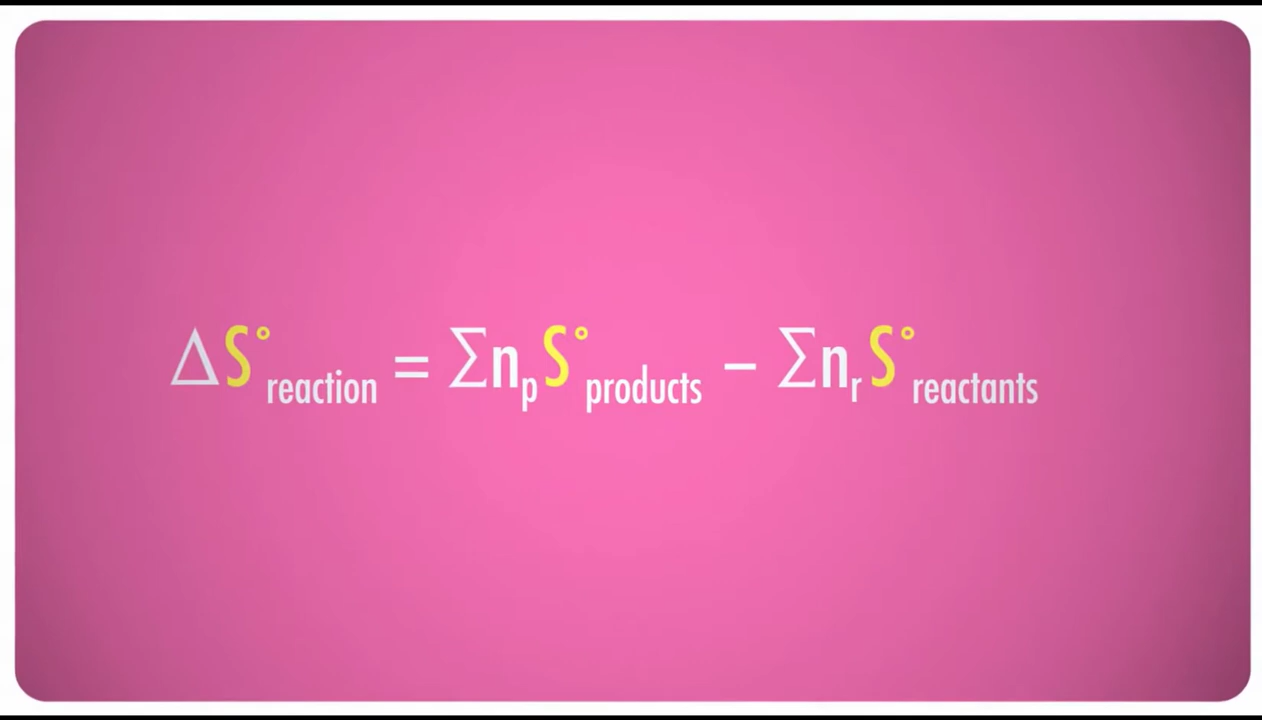 ΔS°reaction = ΣnpS°products – ΣnrS°reactants